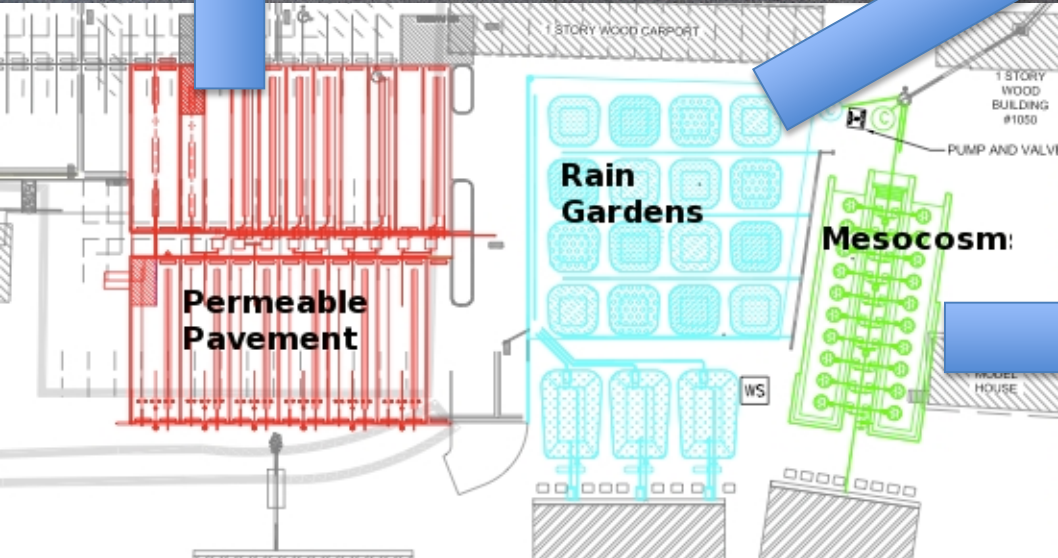 1 STORY WOOD CARPORT
1 STORY
WOOD
BUILDING
#1050
C
PUMP AND VALV
Rain
Gardens
Mesocosm
Permeable
Pavement
MODEL
HOUSE
WS